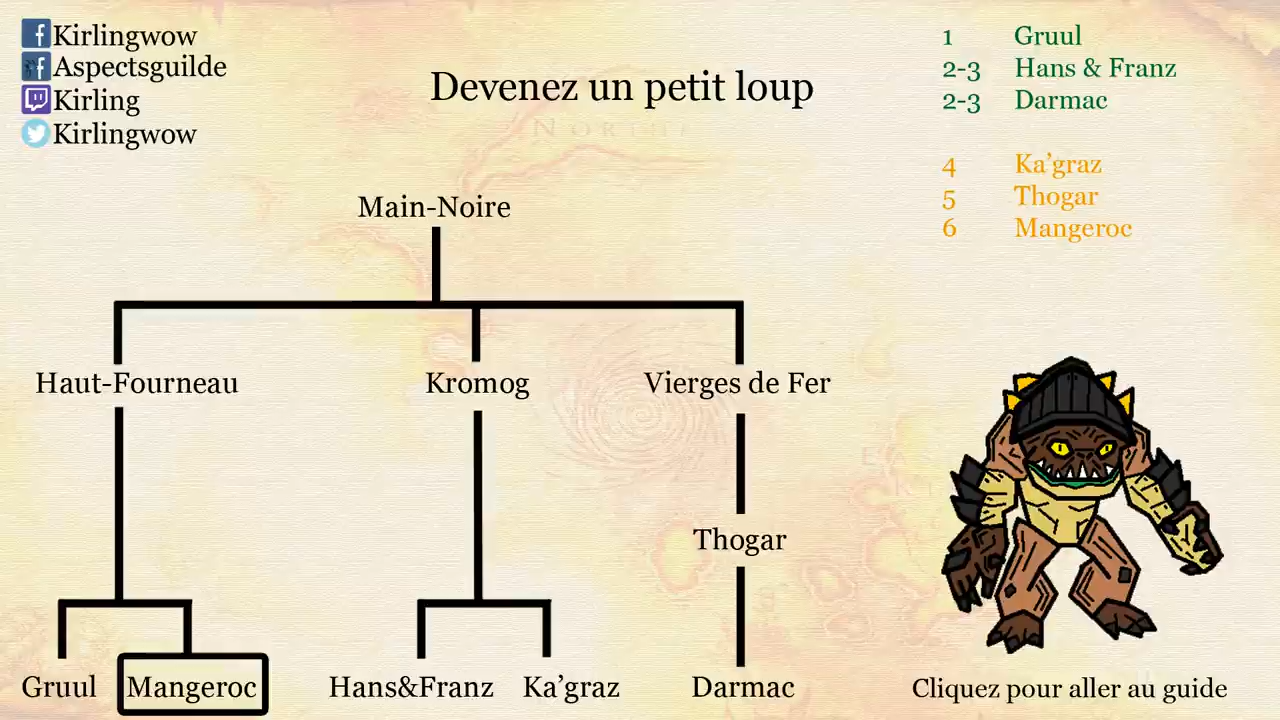 Kirlingwow
Aspectsguilde
Kirling
Kirlingwow
Devenez un petit loup
1 Gruul
2-3 Hans & Franz
2-3 Darmac
4 Ka’graz
5 Thogar
6 Mangeroc
Main-Noire
Haut-Fourneau Kromog Vierges de Fer
Thogar
Gruul Mangeroc Hans&Franz Ka’graz Darmac
Cliquez pour aller au guide